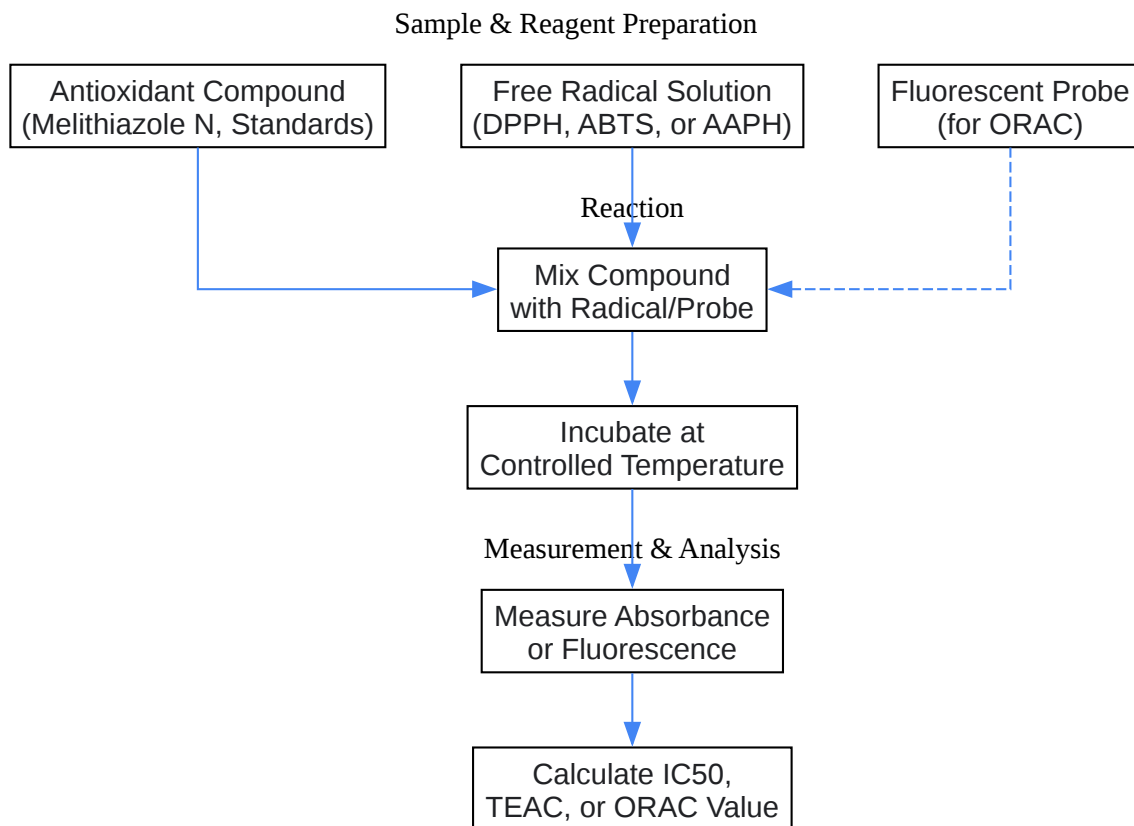 Sample & Reagent Preparation
Antioxidant Compound
(Melithiazole N, Standards)
Free Radical Solution
(DPPH, ABTS, or AAPH)
Fluorescent Probe
(for ORAC)
Reaction
Mix Compound
with Radical/Probe
Incubate at
Controlled Temperature
Measurement & Analysis
Measure Absorbance
or Fluorescence
Calculate IC50,
TEAC, or ORAC Value